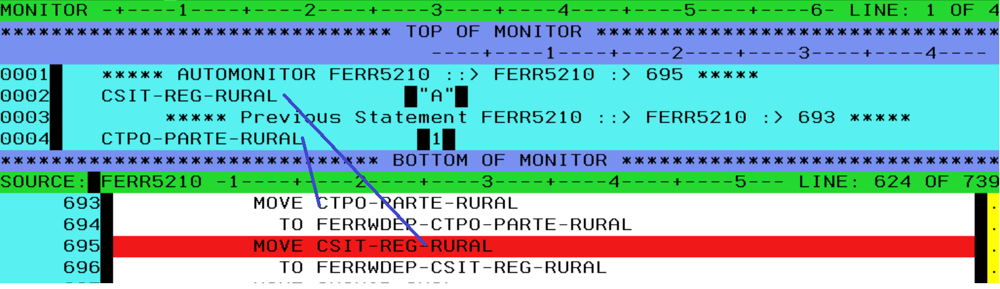 MONITOR -+----1----+----2----+----3----+----4----+----5----+----6- LINE: 1 OF 4
******************************* TOP OF MONITOR ********************************
----+----1----+----2----+----3----+----4----
0001 ***** AUTOMONITOR FERR5210 ::> FERR5210 :> 695 *****
0002 CSIT-REG-RURAL "A"
0003 ***** Previous Statement FERR5210 ::> FERR5210 :> 693 *****
0004 CTPO-PARTE-RURAL 1
****************************** BOTTOM OF MONITOR ******************************
SOURCE: FERR5210 -1----+----2----+----3----+----4----+----5--- LINE: 624 OF 739
693 MOVE CTPO-PARTE-RURAL .
694 TO FERRWDEP-CTPO-PARTE-RURAL .
695 MOVE CSIT-REG-RURAL .
696 TO FERRWDEP-CSIT-REG-RURAL .